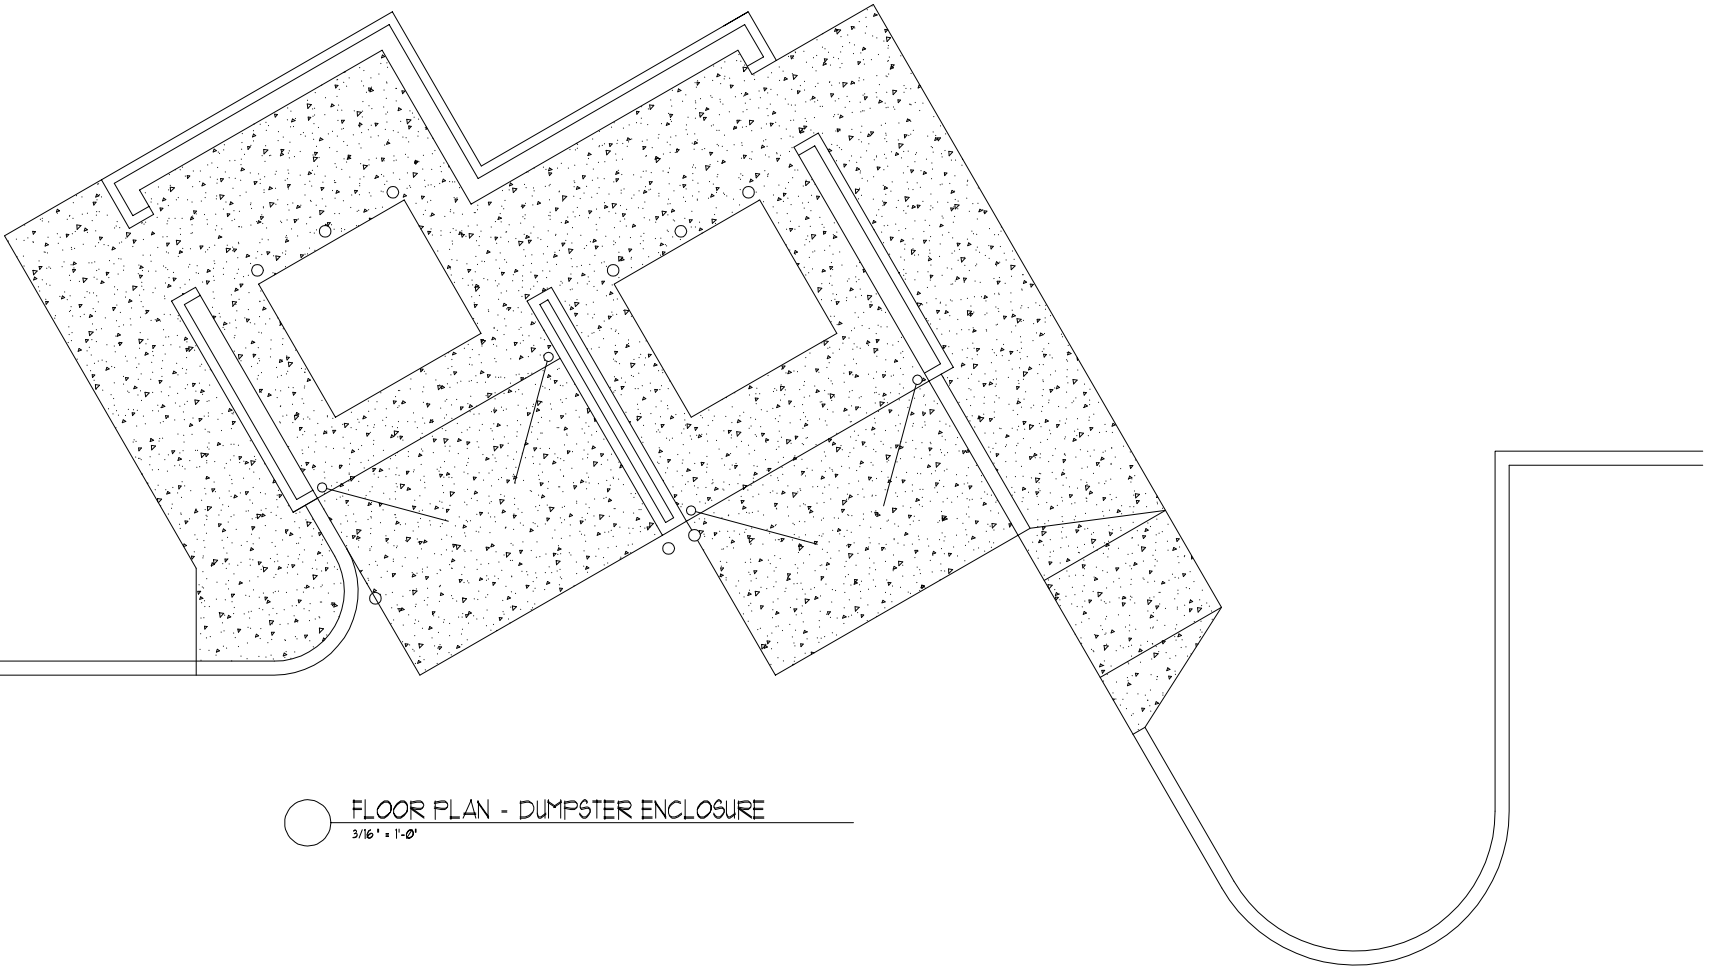 FLOOR PLAN - DUMPSTER ENCLOSURE
3/16" = 1'-0"